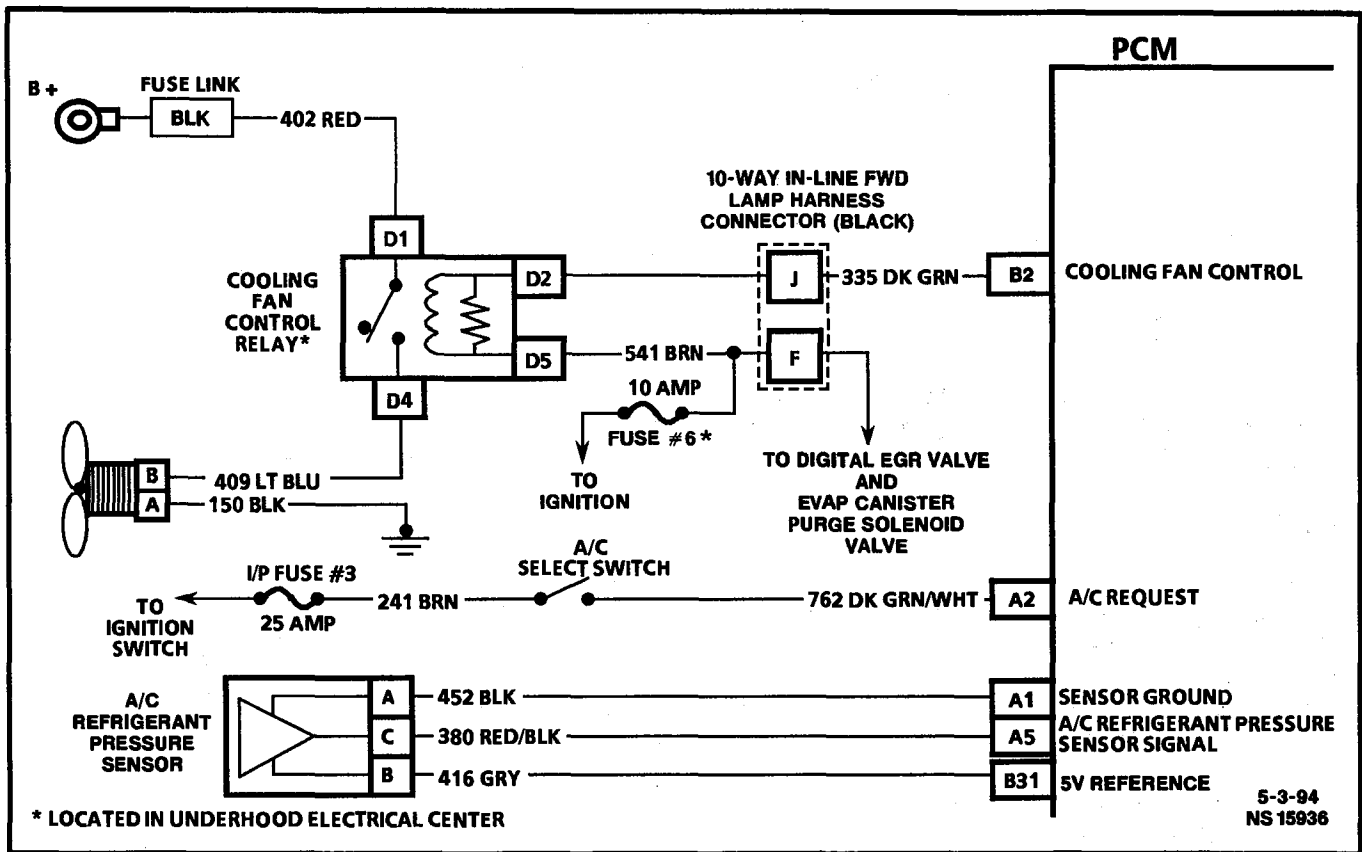 PCM
B +
FUSE LINK
BLK
402 RED
10-WAY IN-LINE FWD
LAMP HARNESS
CONNECTOR (BLACK)
D1
COOLING
FAN
CONTROL
RELAY*
D2
J
335 DK GRN
B2
COOLING FAN CONTROL
D5
541 BRN
F
10 AMP
FUSE #6 *
TO
IGNITION
D4
TO DIGITAL EGR VALVE
AND
EVAP CANISTER
PURGE SOLENOID
VALVE
B
409 LT BLU
A
150 BLK
A/C
SELECT SWITCH
I/P FUSE #3
25 AMP
TO
IGNITION
SWITCH
241 BRN
762 DK GRN/WHT
A2
A/C REQUEST
A/C
REFRIGERANT
PRESSURE
SENSOR
A
452 BLK
A1
SENSOR GROUND
C
380 RED/BLK
A5
A/C REFRIGERANT PRESSURE
SENSOR SIGNAL
B
416 GRY
B31
5V REFERENCE
* LOCATED IN UNDERHOOD ELECTRICAL CENTER
5-3-94
NS 15936